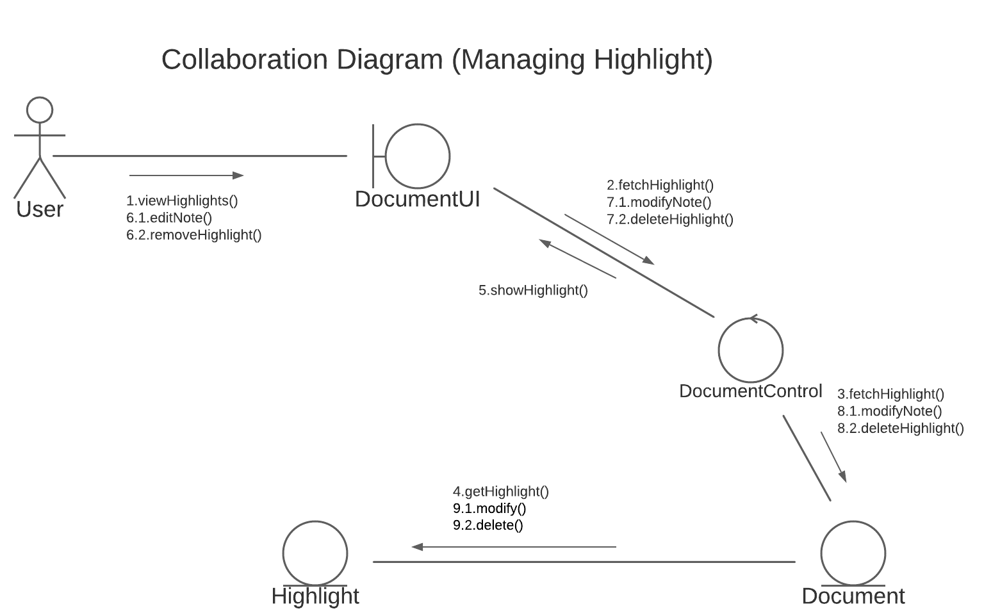 Collaboration Diagram (Managing Highlight)
User
1.viewHighlights()
6.1.editNote()
6.2.removeHighlight()
DocumentUI
2.fetchHighlight()
7.1.modifyNote()
7.2.deleteHighlight()
5.showHighlight()
DocumentControl
3.fetchHighlight()
8.1.modifyNote()
8.2.deleteHighlight()
4.getHighlight()
9.1.modify()
9.2.delete()
Highlight
Document